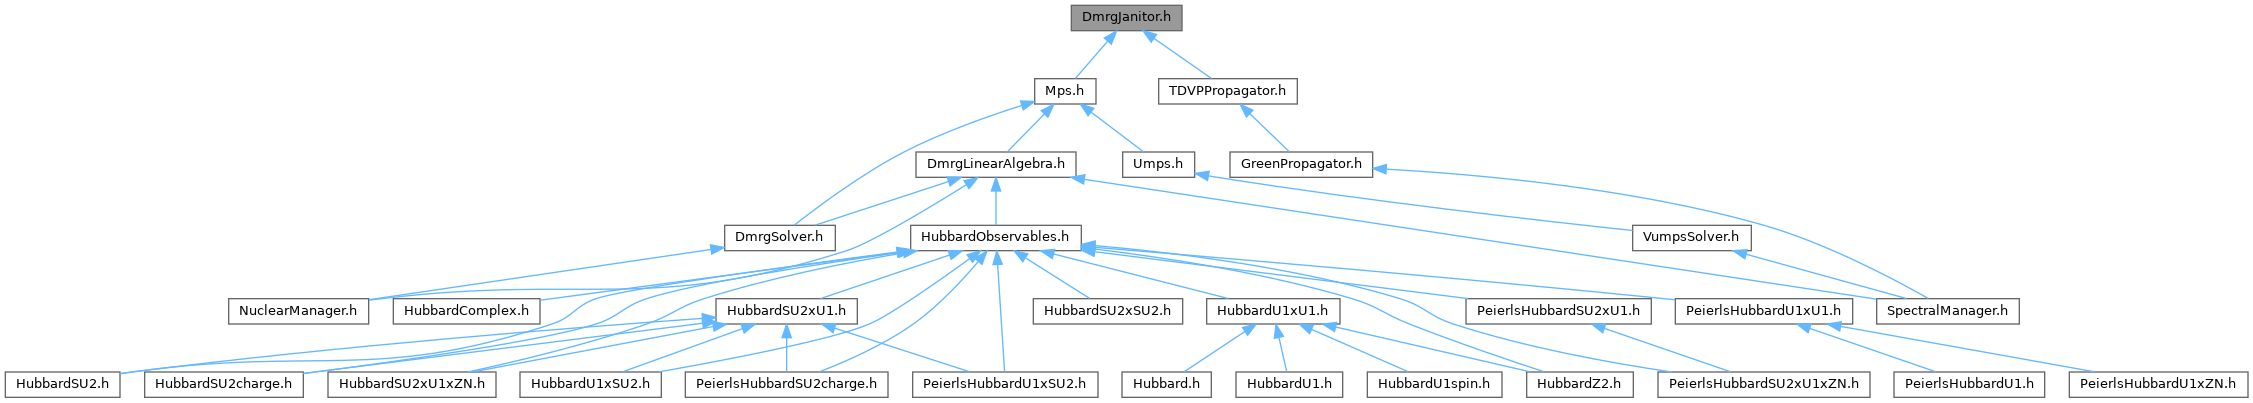 DmrgJanitor.h
Mps.h
TDVPPropagator.h
DmrgLinearAlgebra.h
Umps.h
GreenPropagator.h
DmrgSolver.h
HubbardObservables.h
VumpsSolver.h
NuclearManager.h
HubbardComplex.h
HubbardSU2xU1.h
HubbardSU2xSU2.h
HubbardU1xU1.h
PeierlsHubbardSU2xU1.h
PeierlsHubbardU1xU1.h
SpectralManager.h
HubbardSU2.h
HubbardSU2charge.h
HubbardSU2xU1xZN.h
HubbardU1xSU2.h
PeierlsHubbardSU2charge.h
PeierlsHubbardU1xSU2.h
Hubbard.h
HubbardU1.h
HubbardU1spin.h
HubbardZ2.h
PeierlsHubbardSU2xU1xZN.h
PeierlsHubbardU1.h
PeierlsHubbardU1xZN.h